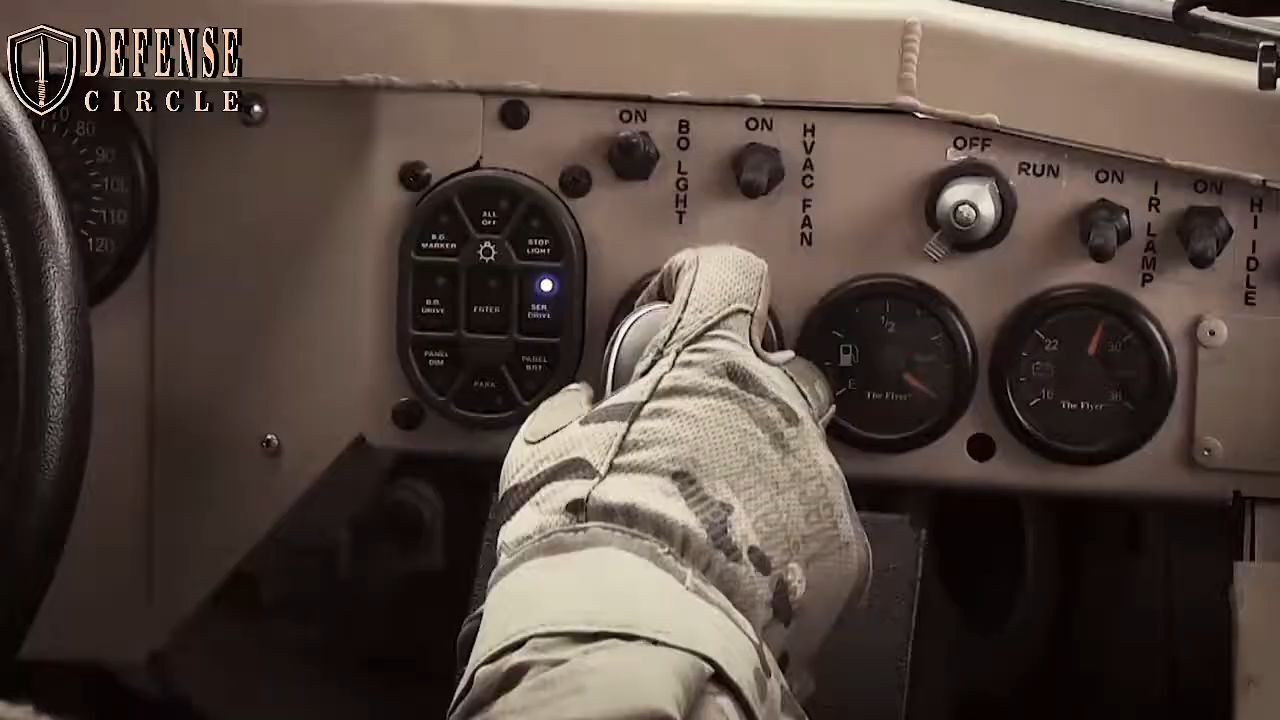 DEFENSE
CIRCLE
80
90
100
110
120
ALL
OFF
B.O.
MARKER
STOP
LIGHT
B.O.
DRIVE
ENTER
SER
DRIVE
PANEL
DIM
PANEL
BRT
PARK
ON
BO LGHT
ON
HVAC FAN
OFF
RUN
ON
IR LAMP
ON
HI IDLE
1/2
E
The Flyer
22
30
16
36
The Flyer